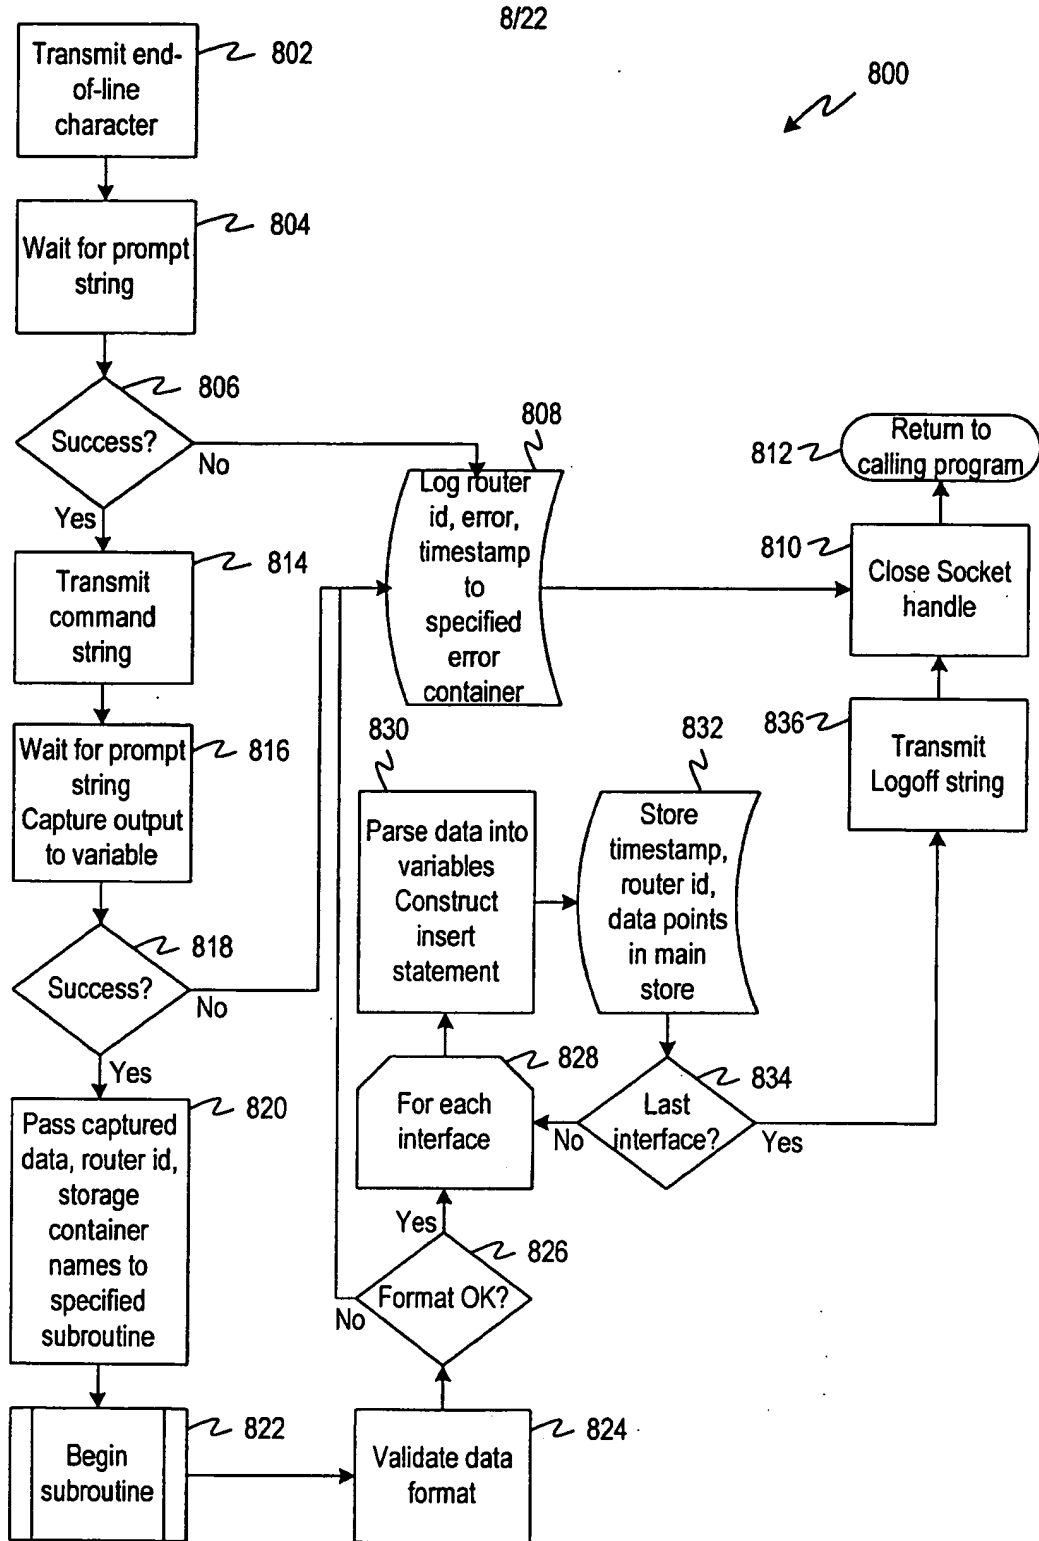 8/22
800
Transmit end-
of-line
character
802
Wait for prompt
string
804
Success?
806
No
Yes
Log router
id, error,
timestamp
to
specified
error
container
808
Return to
calling program
812
Close Socket
handle
810
Transmit
command
string
814
Wait for prompt
string
Capture output
to variable
816
Success?
818
No
Yes
Pass captured
data, router id,
storage
container
names to
specified
subroutine
820
Begin
subroutine
822
Validate data
format
824
Format OK?
826
No
Yes
For each
interface
828
Parse data into
variables
Construct
insert
statement
830
Store
timestamp,
router id,
data points
in main
store
832
Last
interface?
834
No
Yes
Transmit
Logoff string
836